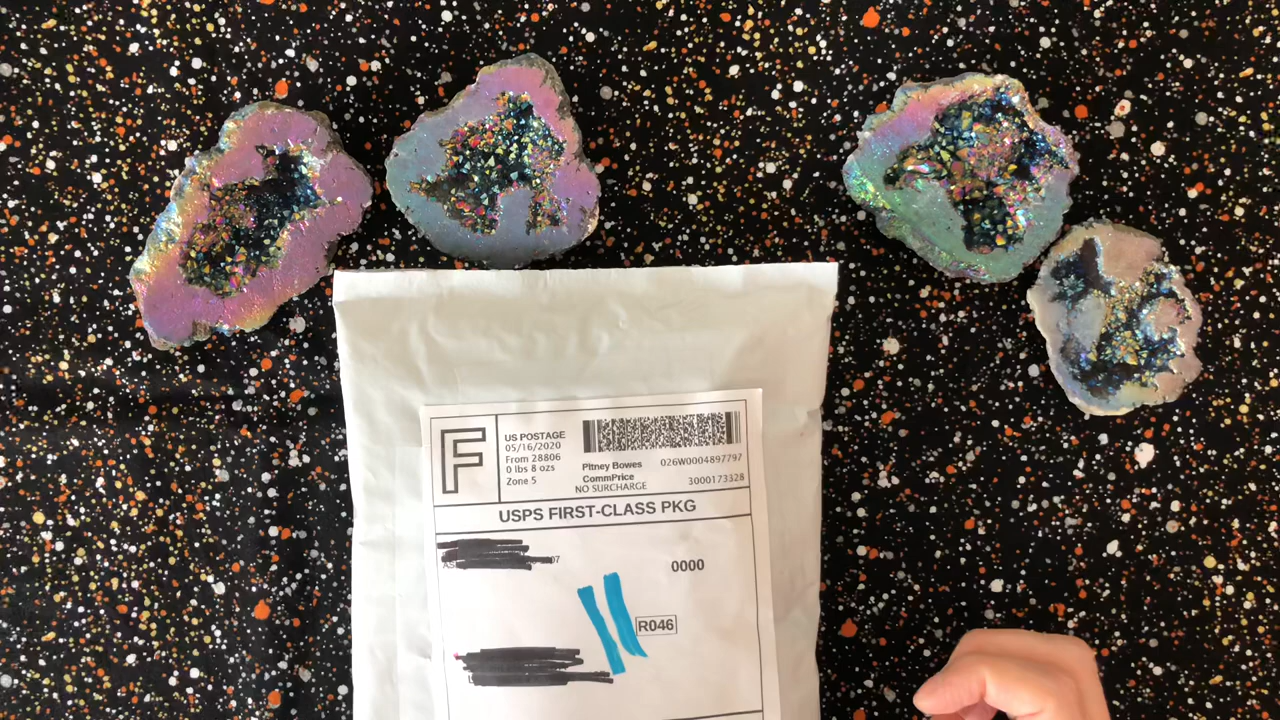 F
US POSTAGE
05/16/2020
From 28806
0 lbs 8 ozs
Zone 5
Pitney Bowes
CommPrice
NO SURCHARGE
026W0004897797
3000173328
USPS FIRST-CLASS PKG
0000
R046